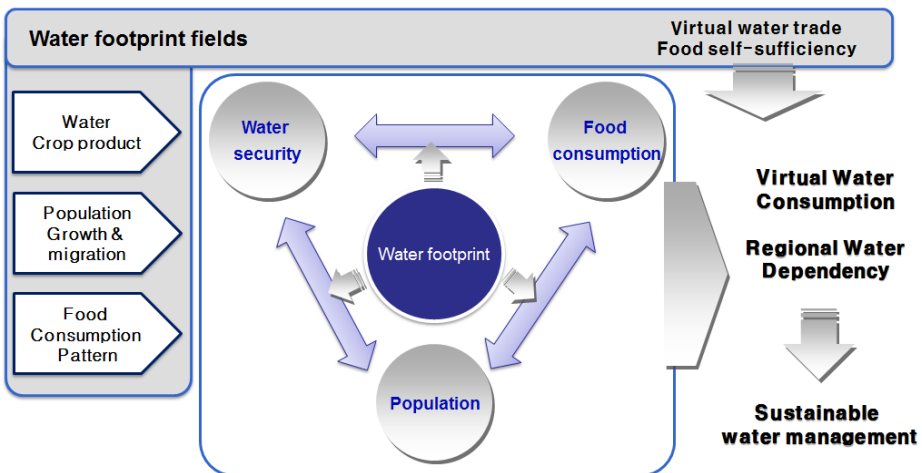 Water footprint fields
Virtual water trade
Food self-sufficiency
Water
Crop product
Population
Growth &
migration
Food
Consumption
Pattern
Water
security
Food
consumption
Water footprint
Population
Virtual Water
Consumption
Regional Water
Dependency
Sustainable
water management